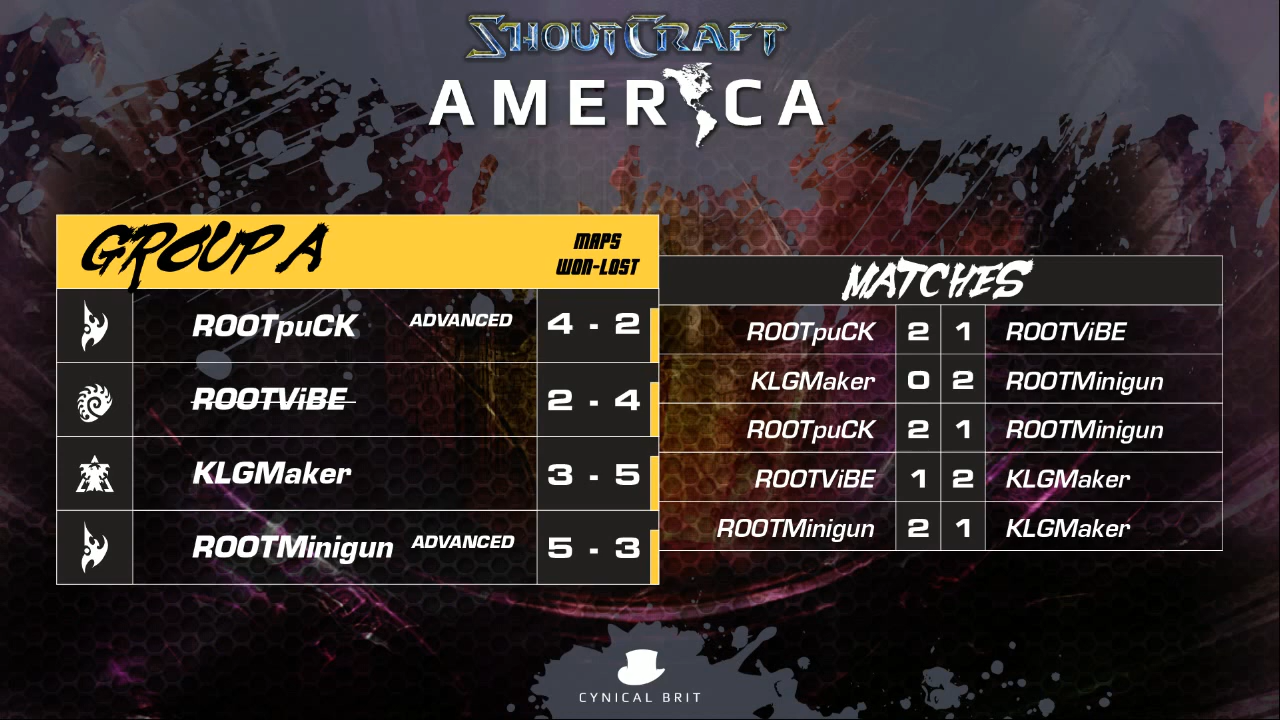 SHOUTCRAFT
AMERICA
GROUP A
MAPS
WON-LOST
ROOTpuCK ADVANCED 4 - 2
ROOTViBE 2 - 4
KLGMaker 3 - 5
ROOTMinigun ADVANCED 5 - 3
MATCHES
ROOTpuCK 2 1 ROOTViBE
KLGMaker 0 2 ROOTMinigun
ROOTpuCK 2 1 ROOTMinigun
ROOTViBE 1 2 KLGMaker
ROOTMinigun 2 1 KLGMaker
CYNICAL BRIT